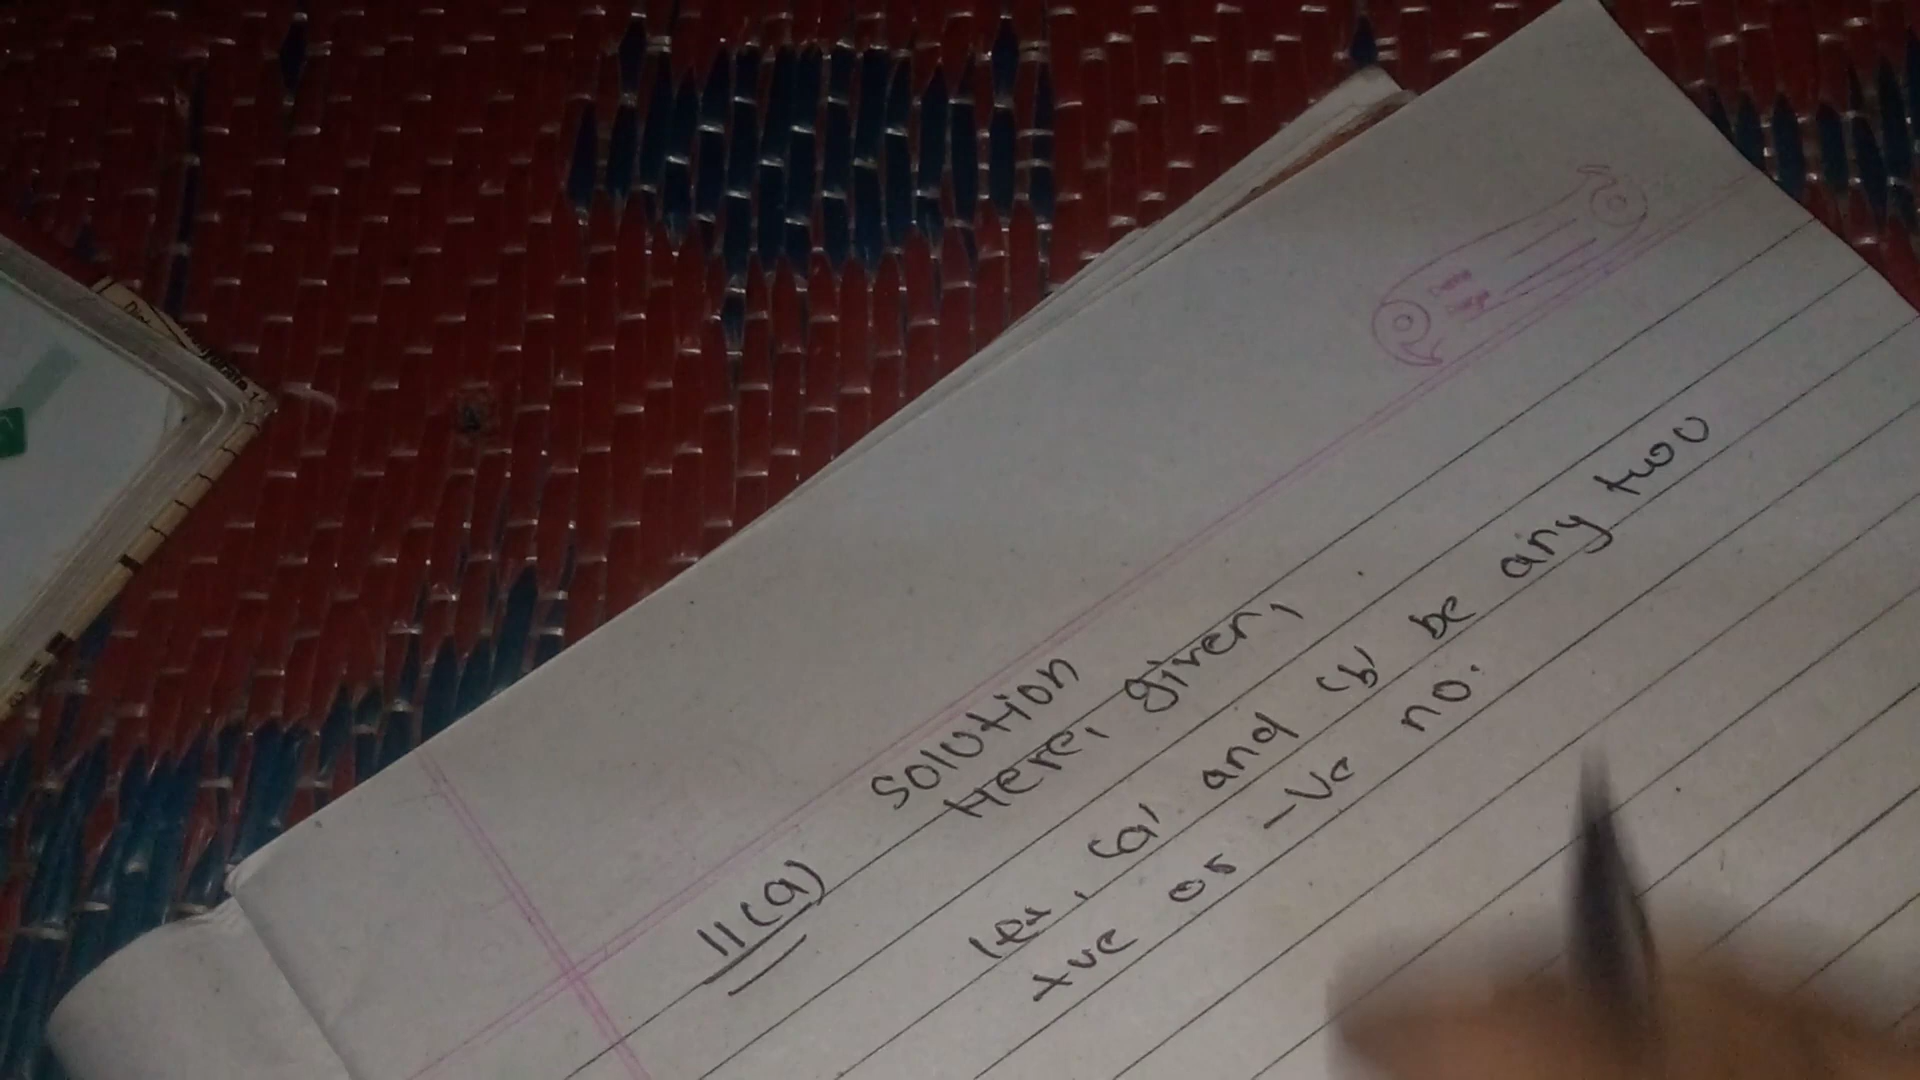 11(a) Solution
Here, given,
let, 'a' and 'b' be any two
+ve or -ve no.